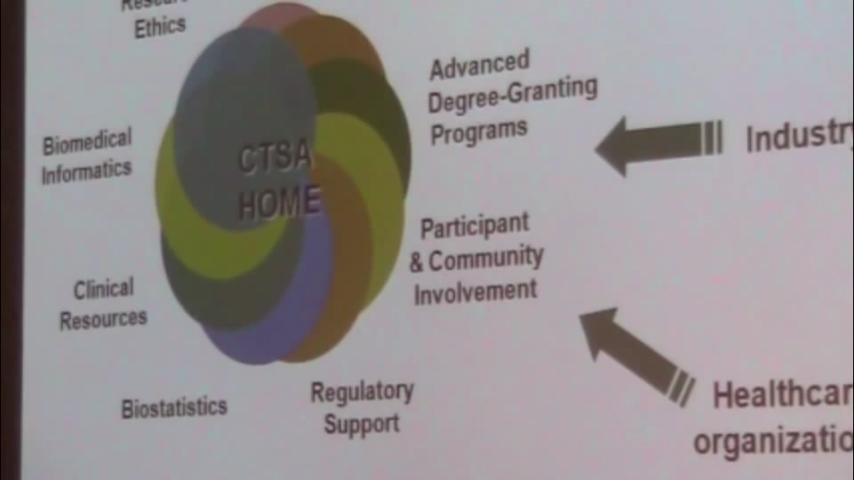 Ethics
Advanced
Degree-Granting
Programs
Biomedical
Informatics
CTSA
HOME
Industry
Participant
& Community
Involvement
Clinical
Resources
Biostatistics
Regulatory
Support
Healthcar
organizatio